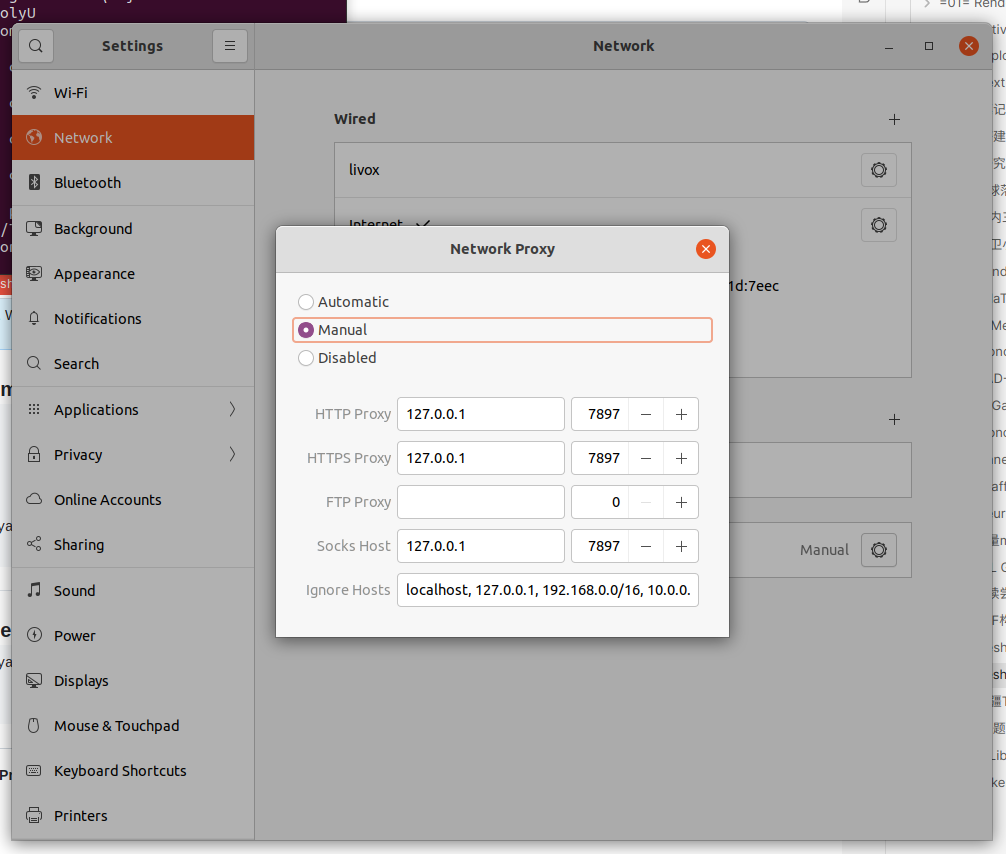 olyU
Settings
Network
Wi-Fi
Network
Bluetooth
Background
Appearance
Notifications
Search
Applications
Privacy
Online Accounts
Sharing
Sound
Power
Displays
Mouse & Touchpad
Keyboard Shortcuts
Printers
Wired
livox
Internet
1d:7eec
Manual
Network Proxy
Automatic
Manual
Disabled
HTTP Proxy 127.0.0.1 7897
HTTPS Proxy 127.0.0.1 7897
FTP Proxy 0
Socks Host 127.0.0.1 7897
Ignore Hosts localhost, 127.0.0.1, 192.168.0.0/16, 10.0.0.